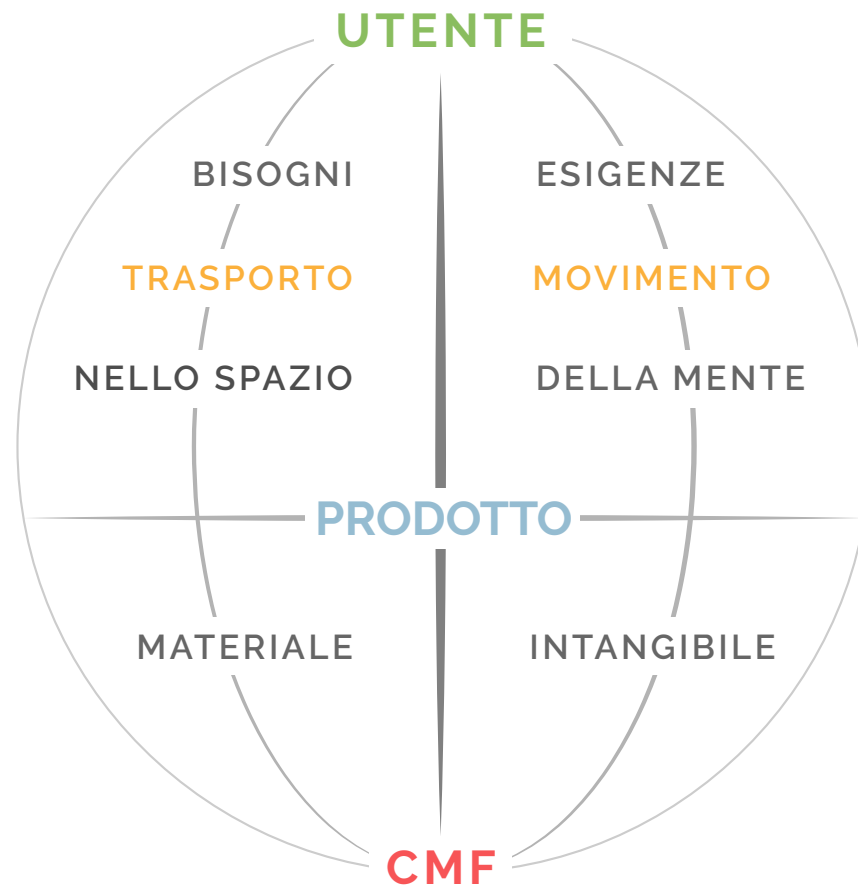 UTENTE
BISOGNI
ESIGENZE
TRASPORTO
MOVIMENTO
NELLO SPAZIO
DELLA MENTE
PRODOTTO
MATERIALE
INTANGIBILE
CMF